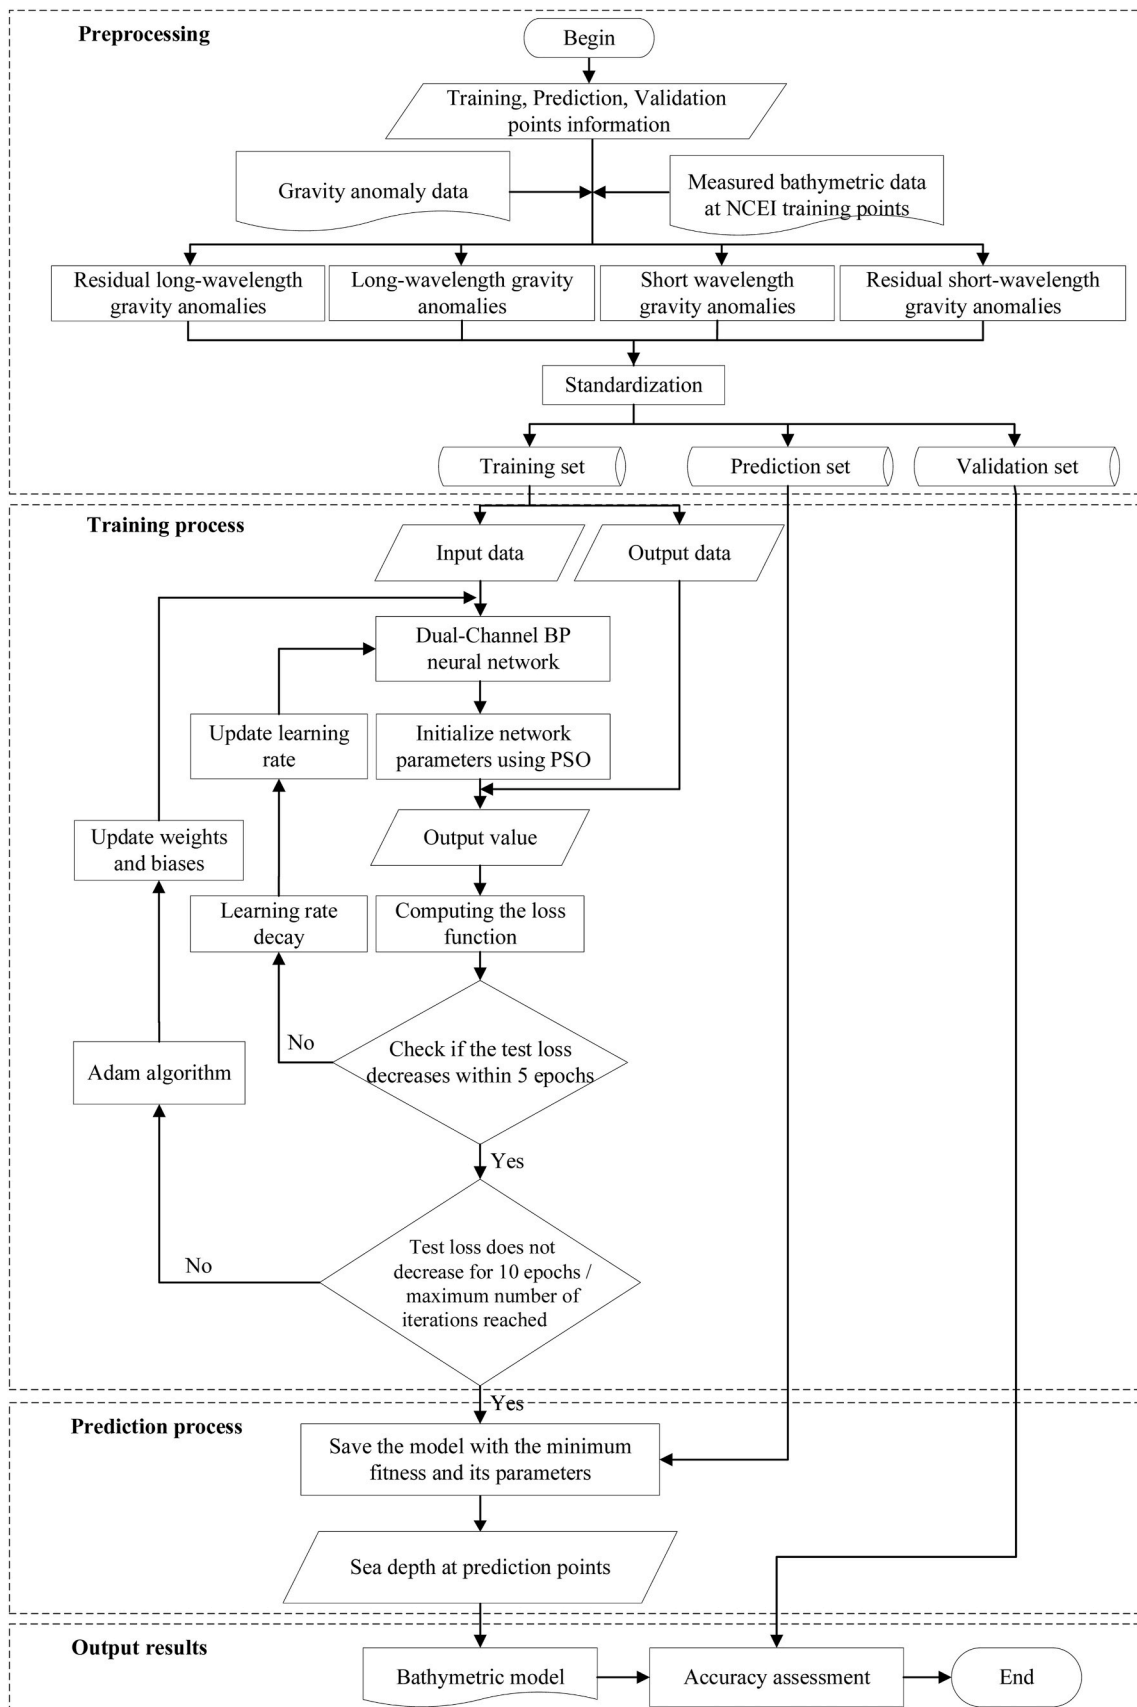 Preprocessing
Begin
Training, Prediction, Validation
points information
Gravity anomaly data
Measured bathymetric data
at NCEI training points
Residual long-wavelength
gravity anomalies
Long-wavelength gravity
anomalies
Short wavelength
gravity anomalies
Residual short-wavelength
gravity anomalies
Standardization
Training set
Prediction set
Validation set
Training process
Input data
Output data
Dual-Channel BP
neural network
Update learning
rate
Initialize network
parameters using PSO
Update weights
and biases
Output value
Learning rate
decay
Computing the loss
function
No
Adam algorithm
Check if the test loss
decreases within 5 epochs
Yes
No
Test loss does not
decrease for 10 epochs /
maximum number of
iterations reached
Yes
Prediction process
Save the model with the minimum
fitness and its parameters
Sea depth at prediction points
Output results
Bathymetric model
Accuracy assessment
End